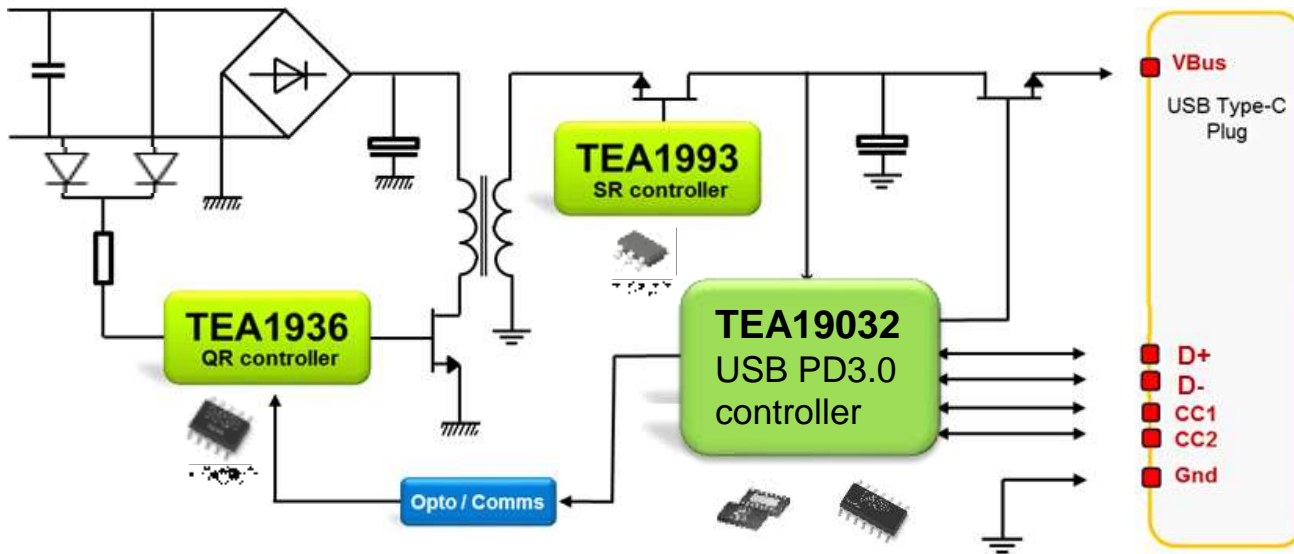 VBus
USB Type-C
Plug
TEA1993
SR controller
TEA1936
QR controller
TEA19032
USB PD3.0
controller
D+
D-
CC1
CC2
Gnd
Opto / Comms